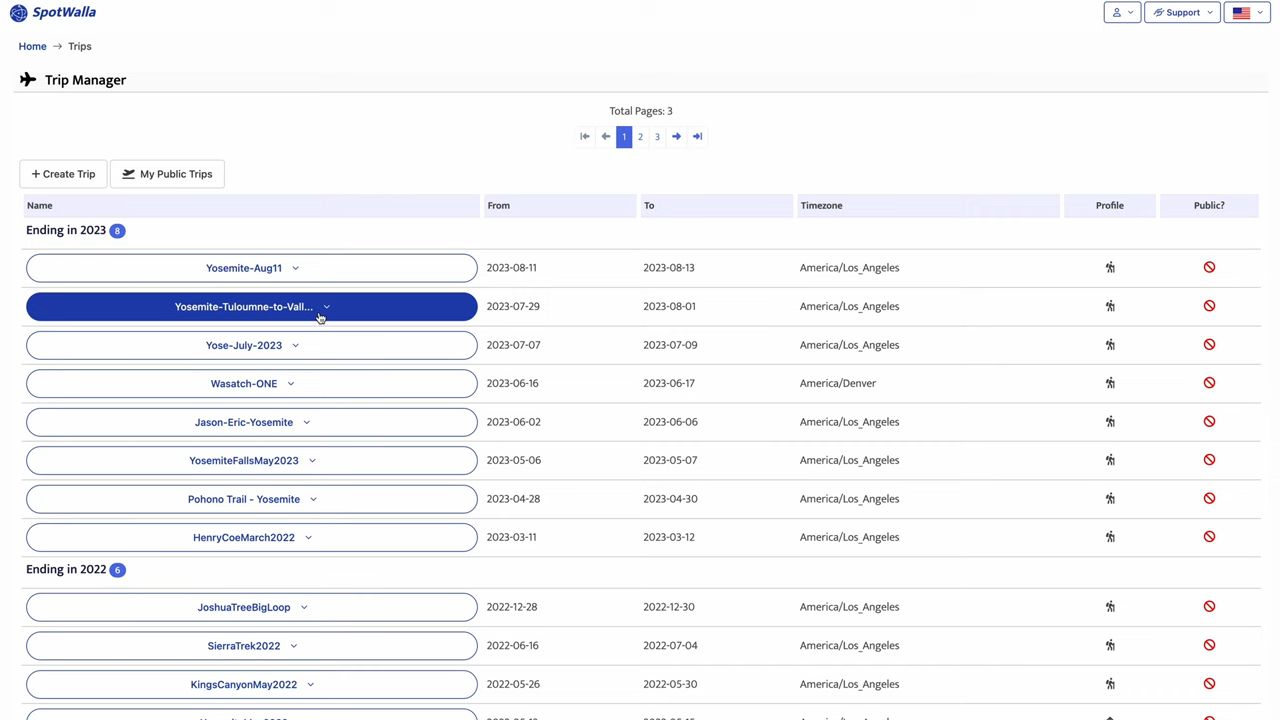 SpotWalla
Support
Home → Trips
Trip Manager
Total Pages: 3
1 2 3
+ Create Trip My Public Trips
Name From To Timezone Profile Public?
Ending in 2023 8
Yosemite-Aug11 2023-08-11 2023-08-13 America/Los_Angeles
Yosemite-Tuloumne-to-Vall... 2023-07-29 2023-08-01 America/Los_Angeles
Yose-July-2023 2023-07-07 2023-07-09 America/Los_Angeles
Wasatch-ONE 2023-06-16 2023-06-17 America/Denver
Jason-Eric-Yosemite 2023-06-02 2023-06-06 America/Los_Angeles
YosemiteFallsMay2023 2023-05-06 2023-05-07 America/Los_Angeles
Pohono Trail - Yosemite 2023-04-28 2023-04-30 America/Los_Angeles
HenryCoeMarch2022 2023-03-11 2023-03-12 America/Los_Angeles
Ending in 2022 6
JoshuaTreeBigLoop 2022-12-28 2022-12-30 America/Los_Angeles
SierraTrek2022 2022-06-16 2022-07-04 America/Los_Angeles
KingsCanyonMay2022 2022-05-26 2022-05-30 America/Los_Angeles